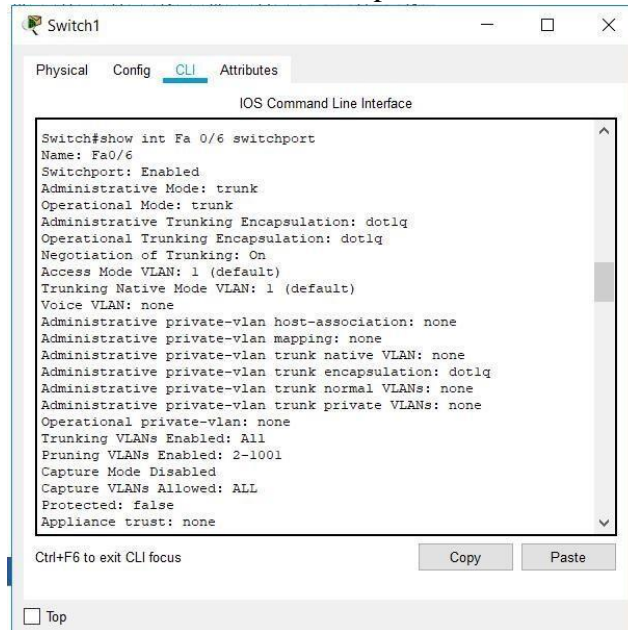 Switch1
Physical Config CLI Attributes
IOS Command Line Interface
Switch#show int Fa 0/6 switchport
Name: Fa0/6
Switchport: Enabled
Administrative Mode: trunk
Operational Mode: trunk
Administrative Trunking Encapsulation: dot1q
Operational Trunking Encapsulation: dot1q
Negotiation of Trunking: On
Access Mode VLAN: 1 (default)
Trunking Native Mode VLAN: 1 (default)
Voice VLAN: none
Administrative private-vlan host-association: none
Administrative private-vlan mapping: none
Administrative private-vlan trunk native VLAN: none
Administrative private-vlan trunk encapsulation: dot1q
Administrative private-vlan trunk normal VLANs: none
Administrative private-vlan trunk private VLANs: none
Operational private-vlan: none
Trunking VLANs Enabled: All
Pruning VLANs Enabled: 2-1001
Capture Mode Disabled
Capture VLANs Allowed: ALL
Protected: false
Appliance trust: none
Ctrl+F6 to exit CLI focus Copy Paste
Top